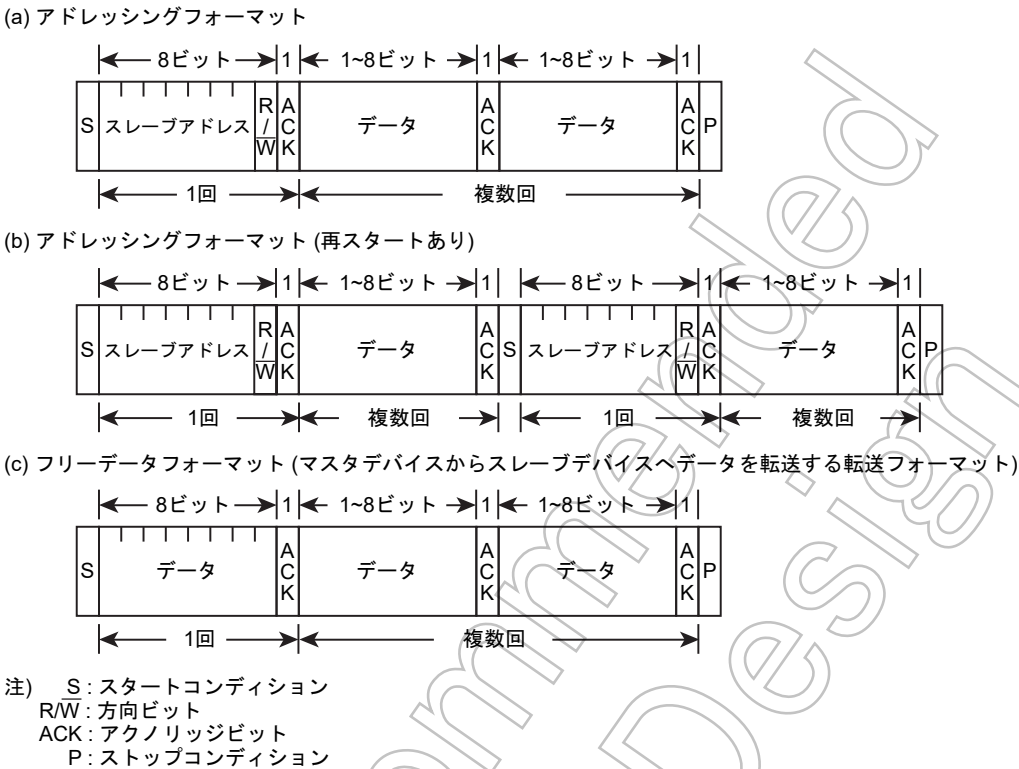 (a) アドレッシングフォーマット
8ビット 1 1~8ビット 1 1~8ビット 1
S スレーブアドレス R/W ACK データ ACK データ ACK P
1回 複数回
(b) アドレッシングフォーマット (再スタートあり)
8ビット 1 1~8ビット 1 8ビット 1 1~8ビット 1
S スレーブアドレス R/W ACK データ ACK S スレーブアドレス R/W ACK データ ACK P
1回 複数回 1回 複数回
(c) フリーデータフォーマット (マスタデバイスからスレーブデバイスへデータを転送する転送フォーマット)
8ビット 1 1~8ビット 1 1~8ビット 1
S データ ACK データ ACK データ ACK P
1回 複数回
注) S : スタートコンディション
R/W : 方向ビット
ACK : アクノリッジビット
P : ストップコンディション